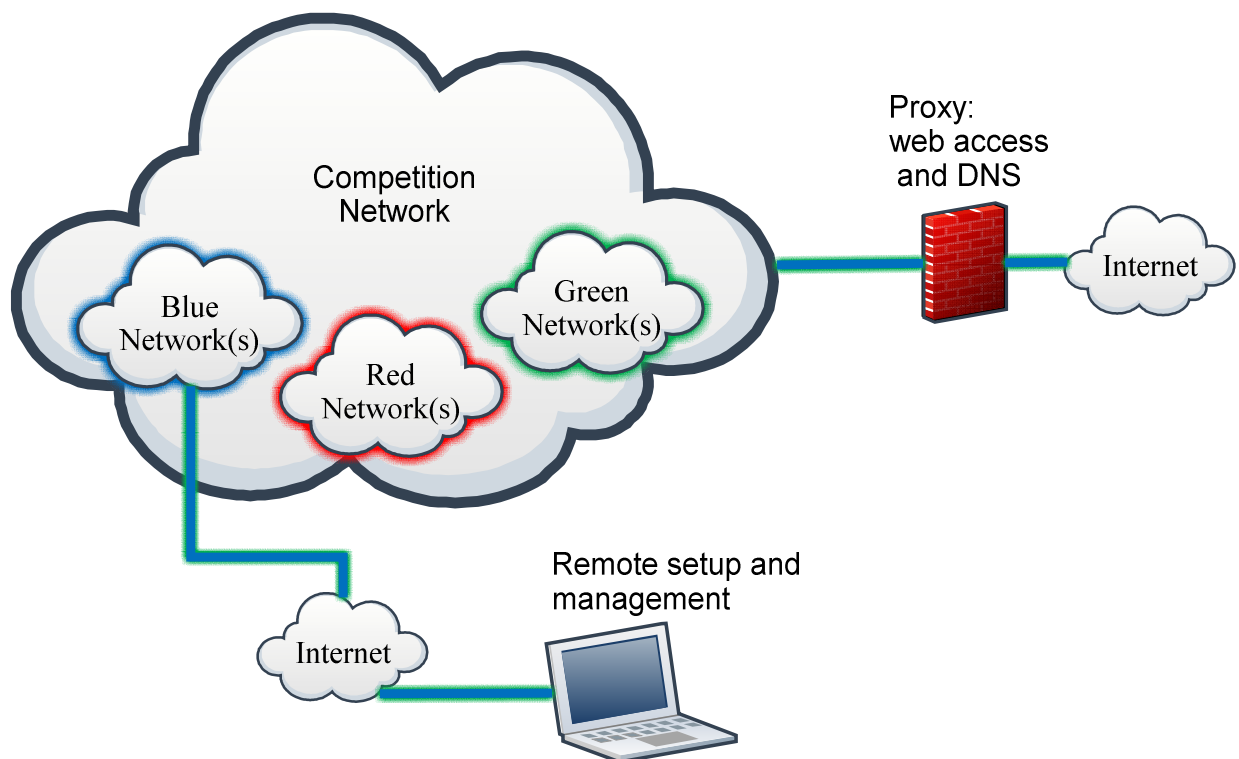 Competition
Network
Proxy:
web access
and DNS
Internet
Blue
Network(s)
Red
Network(s)
Green
Network(s)
Remote setup and
management
Internet